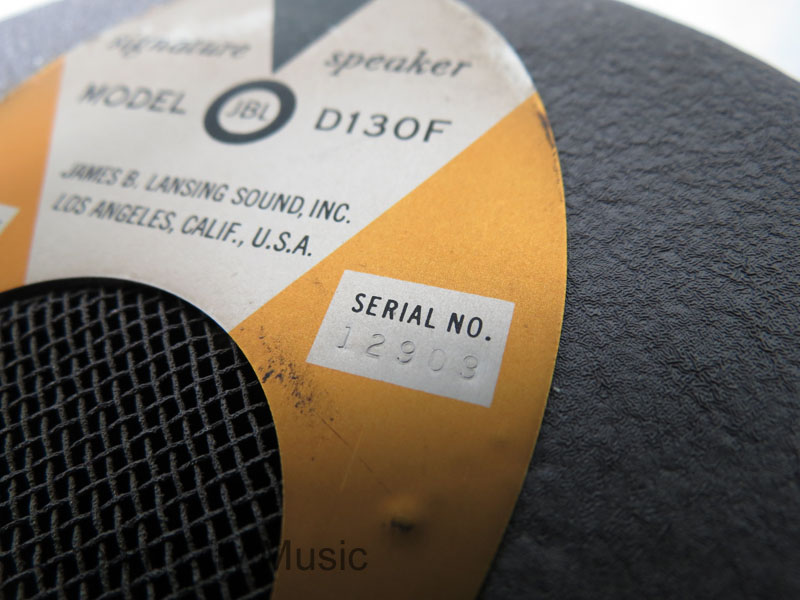 signature speaker
MODEL JBL D130F
JAMES B. LANSING SOUND, INC.
LOS ANGELES, CALIF., U.S.A.
SERIAL NO.
12903
Music